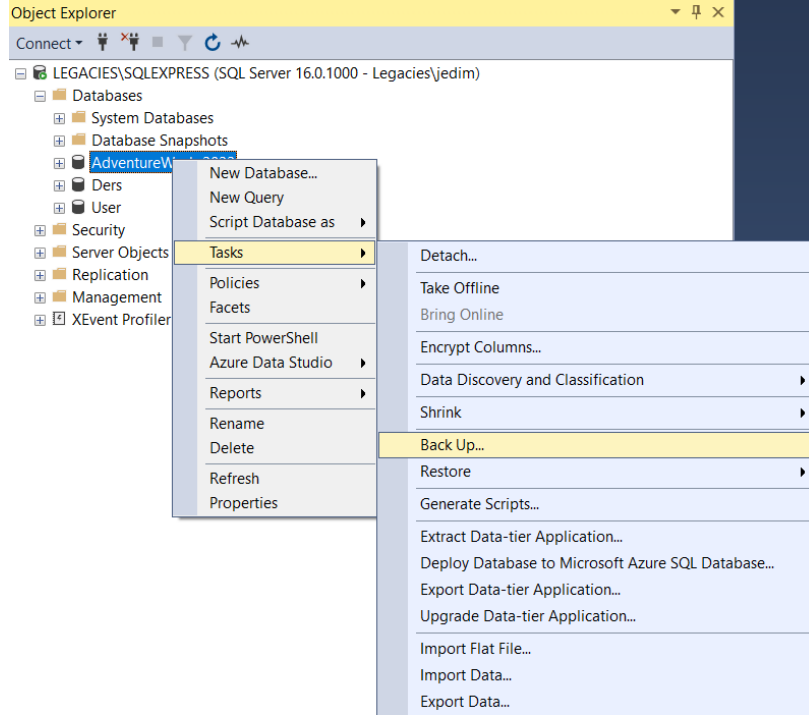 Object Explorer
Connect
LEGACIES\SQLEXPRESS (SQL Server 16.0.1000 - Legacies\jedim)
Databases
System Databases
Database Snapshots
Ders
User
Security
Server Objects
Replication
Management
XEvent Profiler
New Database...
New Query
Script Database as
Tasks
Policies
Facets
Start PowerShell
Azure Data Studio
Reports
Rename
Delete
Refresh
Properties
Detach...
Take Offline
Bring Online
Encrypt Columns...
Data Discovery and Classification
Shrink
Back Up...
Restore
Generate Scripts...
Extract Data-tier Application...
Deploy Database to Microsoft Azure SQL Database...
Export Data-tier Application...
Upgrade Data-tier Application...
Import Flat File...
Import Data...
Export Data...